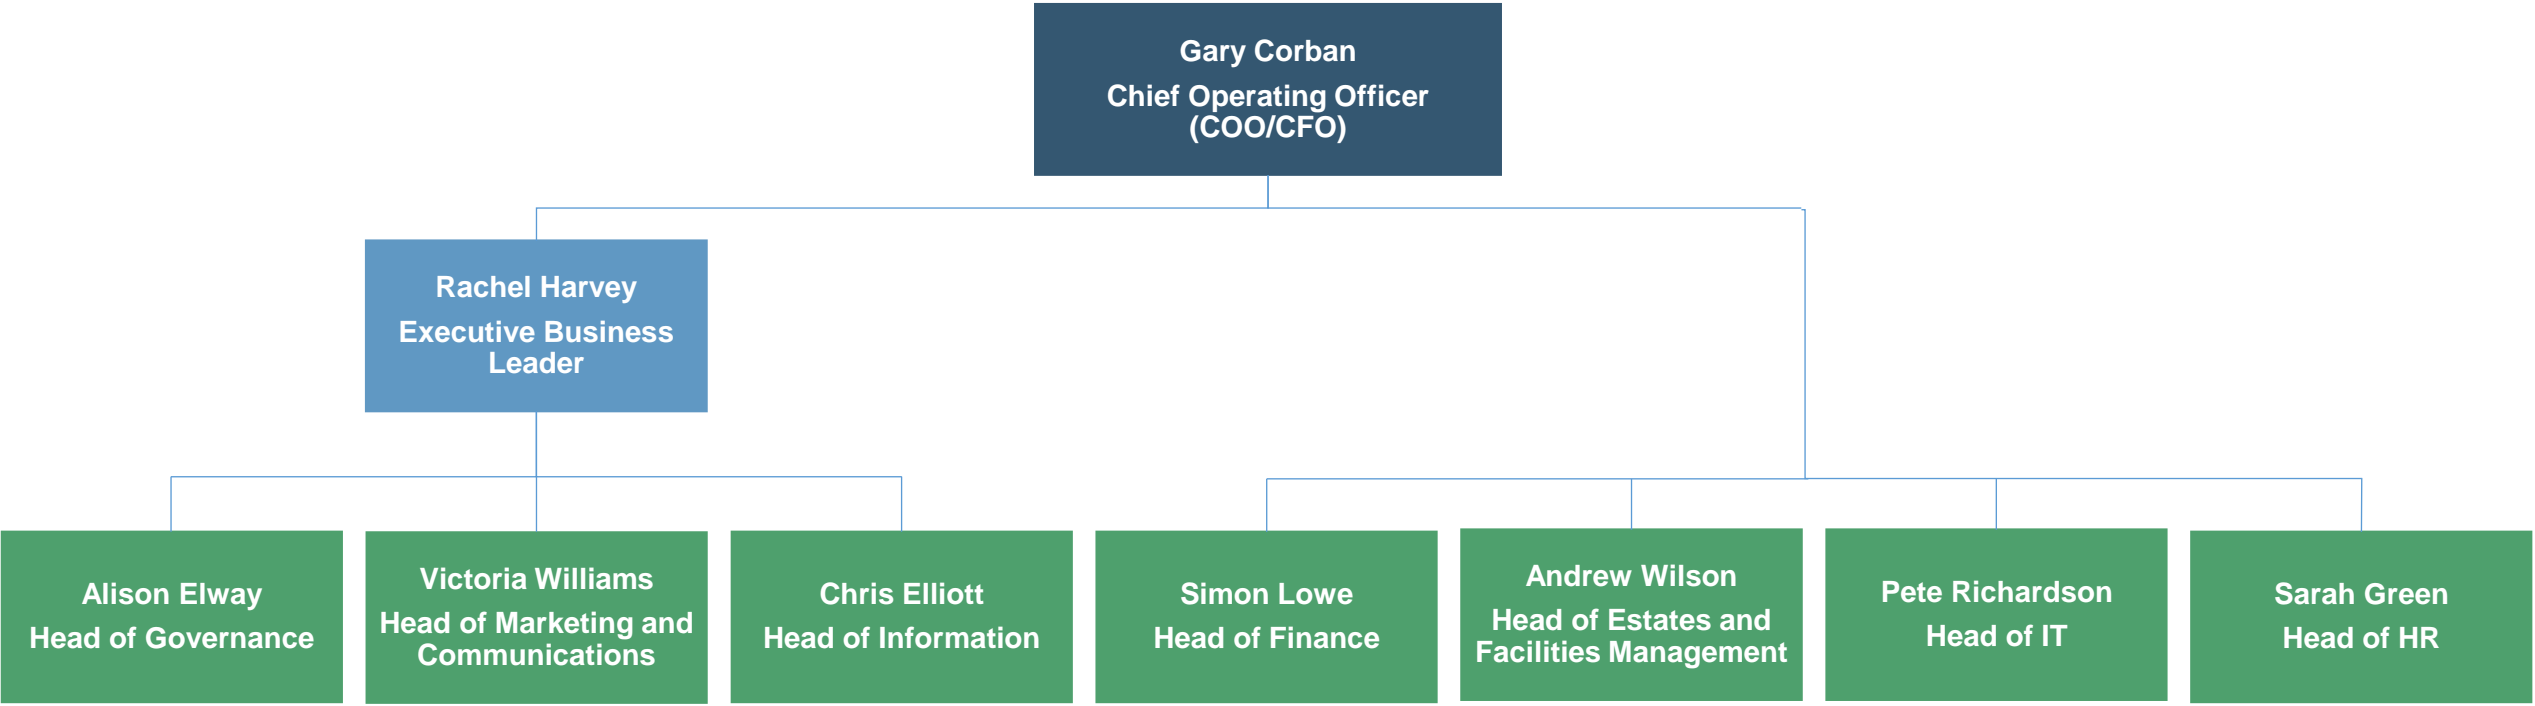 Gary Corban
Chief Operating Officer
(COO/CFO)
Rachel Harvey
Executive Business
Leader
Alison Elway
Head of Governance
Victoria Williams
Head of Marketing and
Communications
Chris Elliott
Head of Information
Simon Lowe
Head of Finance
Andrew Wilson
Head of Estates and
Facilities Management
Pete Richardson
Head of IT
Sarah Green
Head of HR